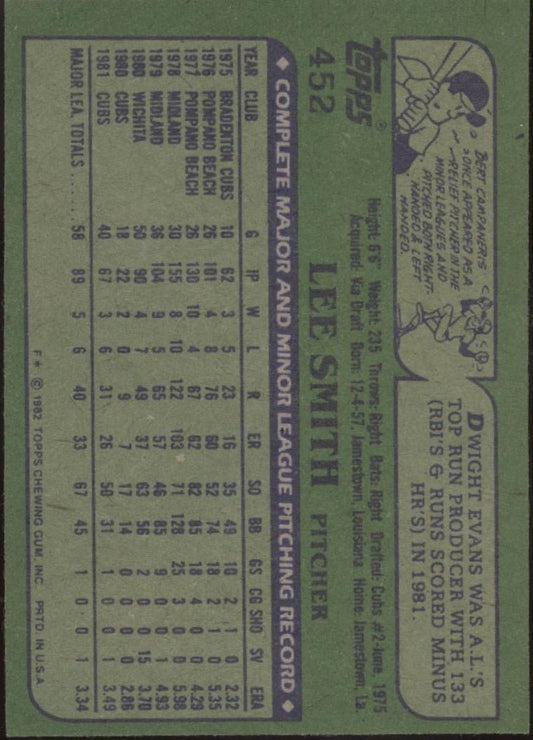 BERT CAMPANERIS
ONCE APPEARED AS A
RELIEF PITCHER IN THE
MINOR LEAGUES AND
PITCHED BOTH RIGHT-
HANDED & LEFT
HANDED.
DWIGHT EVANS WAS A.L.'S
TOP RUN PRODUCER WITH 133
(RBI'S & RUNS SCORED MINUS
HR'S) IN 1981.
TOPPS®
452
Height: 6'6" Weight: 235 Throws: Right Bats: Right Drafted: Cubs #2-June, 1975
Acquired: Via Draft Born: 12-4-57, Jamestown, Louisiana Home: Jamestown, La.
LEE SMITH PITCHER
◆ COMPLETE MAJOR AND MINOR LEAGUE PITCHING RECORD ◆
YEAR CLUB G IP W L R ER SO BB GS CG SHO SV ERA
1975 BRADENTON CUBS 10 62 3 5 23 16 35 49 10 2 1 0 2.32
1976 POMPANO BEACH 26 101 4 8 76 60 52 74 18 2 1 0 5.35
1977 POMPANO BEACH 26 130 10 4 67 62 82 85 18 4 0 0 4.29
1978 MIDLAND 30 155 8 10 122 103 71 128 25 3 0 0 5.98
1979 MIDLAND 36 104 9 5 65 57 46 85 9 0 0 1 4.93
1980 WICHITA 50 90 4 7 49 37 63 56 2 0 0 15 3.70
1980 CUBS 18 22 2 0 9 7 17 14 0 0 0 0 2.86
1981 CUBS 40 67 3 6 31 26 50 31 1 0 0 1 3.49
MAJOR LEA. TOTALS ...... 58 89 5 6 40 33 67 45 1 0 0 1 3.34
F* © 1982 TOPPS CHEWING GUM, INC. PRTD. IN U.S.A.